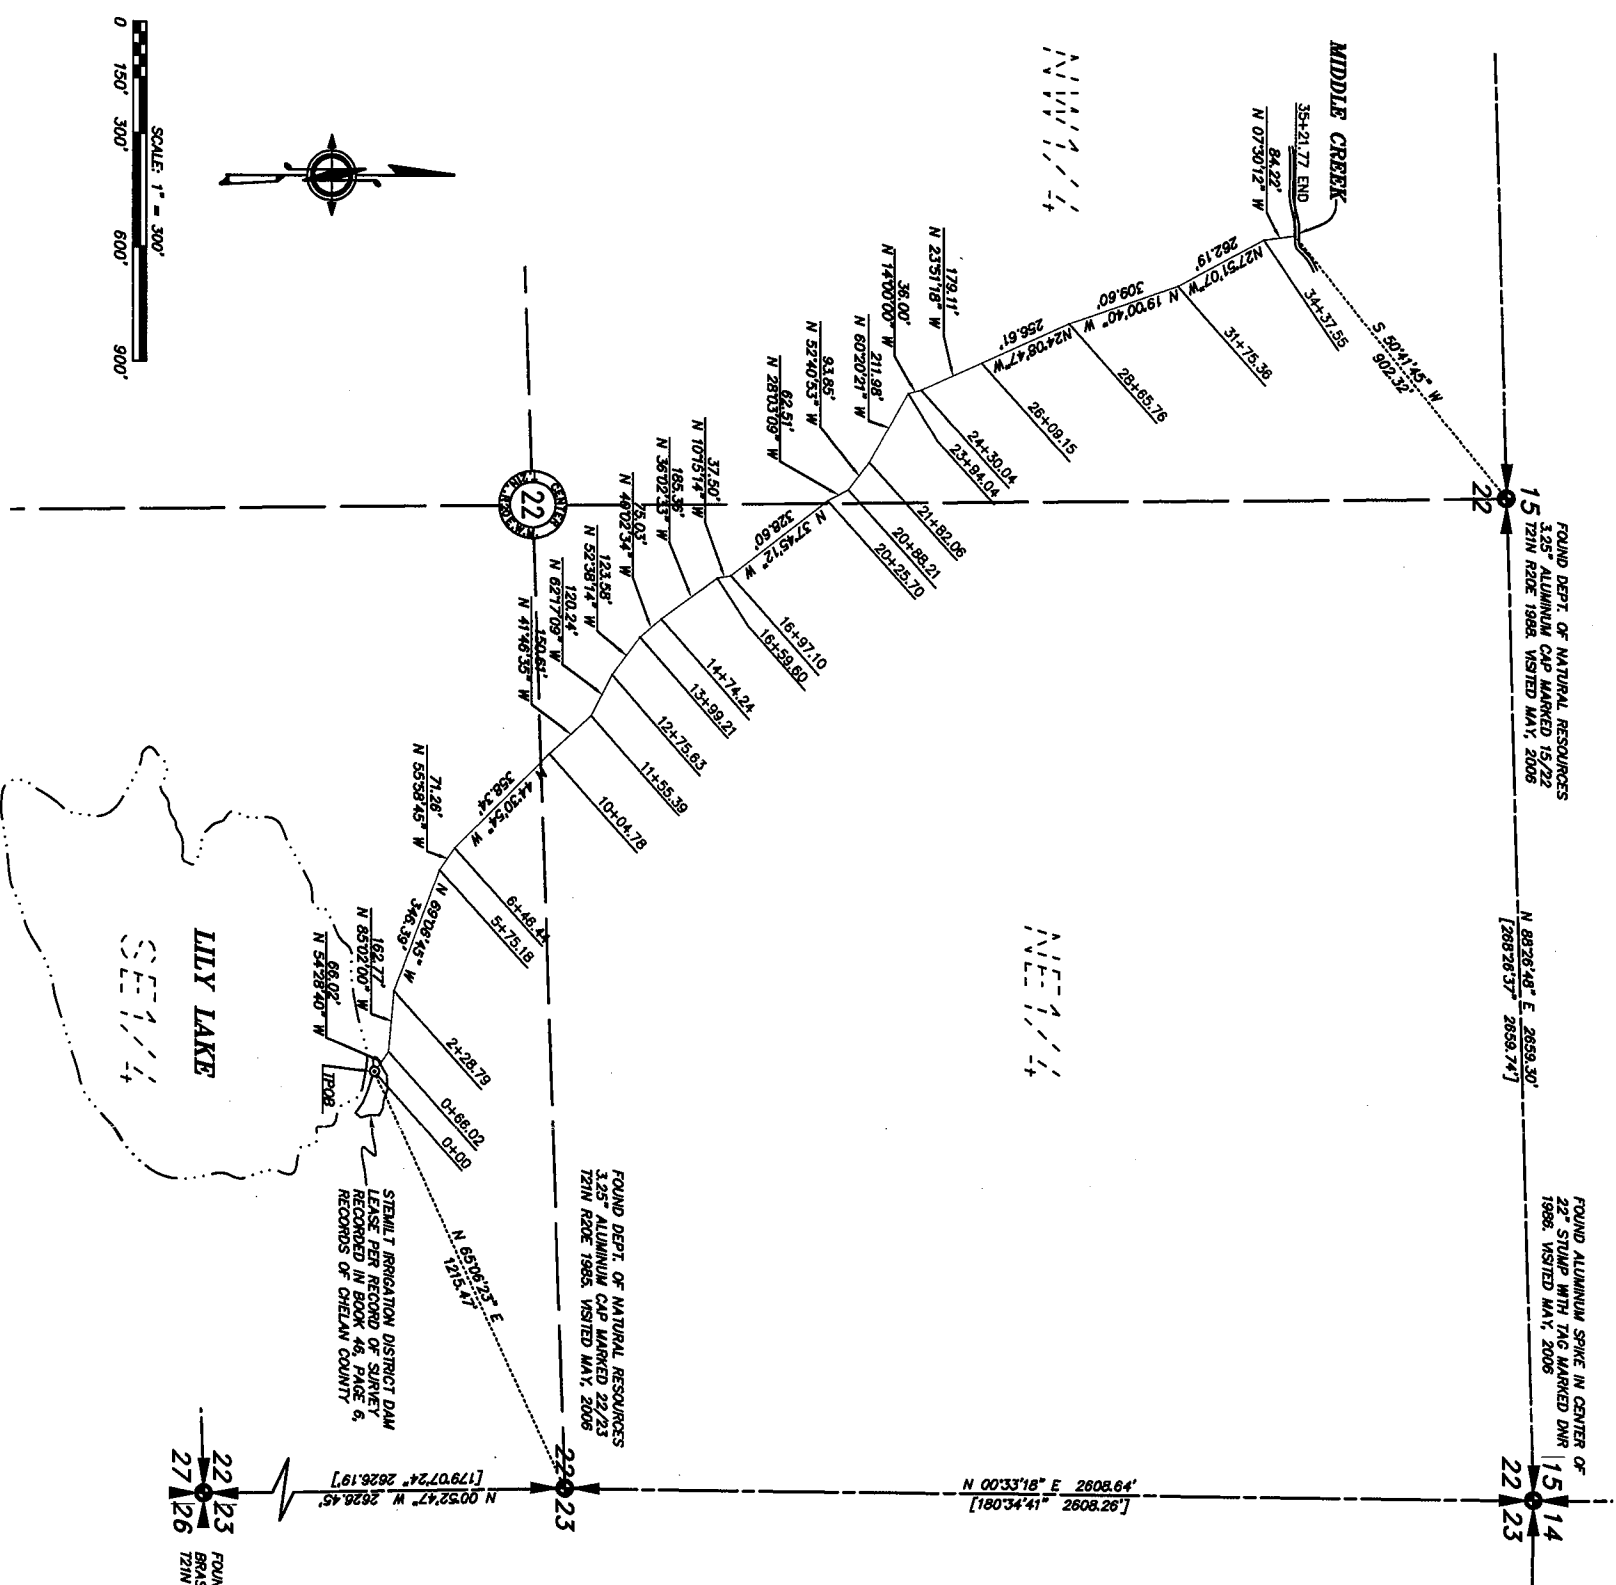 MIDDLE CREEK
35+21.77 END
84.22'
N 07°30'12" W
34+37.55
N27°51'07"W
262.19'
31+75.36
N 19°00'40" W
309.60'
28+65.76
N24°08'47"W
256.61'
26+09.15
179.11'
N 23°51'18" W
24+30.04
36.00'
N 14°00'00" W
23+94.04
211.98'
N 60°20'21" W
21+82.06
93.85'
N 52°40'53" W
20+88.21
62.51'
N 28°03'09" W
20+25.70
N 37°45'12" W
328.60'
16+97.10
37.50'
N 10°15'14" W
16+59.60
185.36'
N 36°02'33" W
14+74.24
75.03'
N 49°02'34" W
13+99.21
123.58'
N 52°38'14" W
12+75.63
120.24'
N 62°17'09" W
11+55.39
150.61'
N 41°46'35" W
10+04.78
N 44°30'54" W
358.34'
6+46.44
71.26'
N 55°58'45" W
5+75.18
N 69°06'45" W
346.39'
2+28.79
162.77'
N 85°02'00" W
0+66.02
66.02'
N 54°28'40" W
0+00
TPOB
S 50°41'45" W
902.32'
15
22
FOUND DEPT. OF NATURAL RESOURCES
3.25" ALUMINUM CAP MARKED 15/22
T21N R20E 1988. VISITED MAY, 2006
N 88°26'48" E 2659.30'
[268°26'37" 2659.74']
FOUND ALUMINUM SPIKE IN CENTER OF
22" STUMP WITH TAG MARKED DNR
1986. VISITED MAY, 2006
15 14
22 23
N 00°33'18" E 2608.64'
[180°34'41" 2608.26']
NW1/4
NE1/4
SE1/4
CENTER
22
T.21N., R.20E.W.M.
FOUND DEPT. OF NATURAL RESOURCES
3.25" ALUMINUM CAP MARKED 22/23
T21N R20E 1985. VISITED MAY, 2006
22 23
N 65°06'23" E
1215.47'
N 00°52'47" W 2626.45'
[179°07'24" 2626.19']
STEMILT IRRIGATION DISTRICT DAM
LEASE PER RECORD OF SURVEY
RECORDED IN BOOK 46, PAGE 6,
RECORDS OF CHELAN COUNTY
LILY LAKE
22 23
27 26
T21N
SCALE: 1" = 300'
0 150' 300' 600' 900'